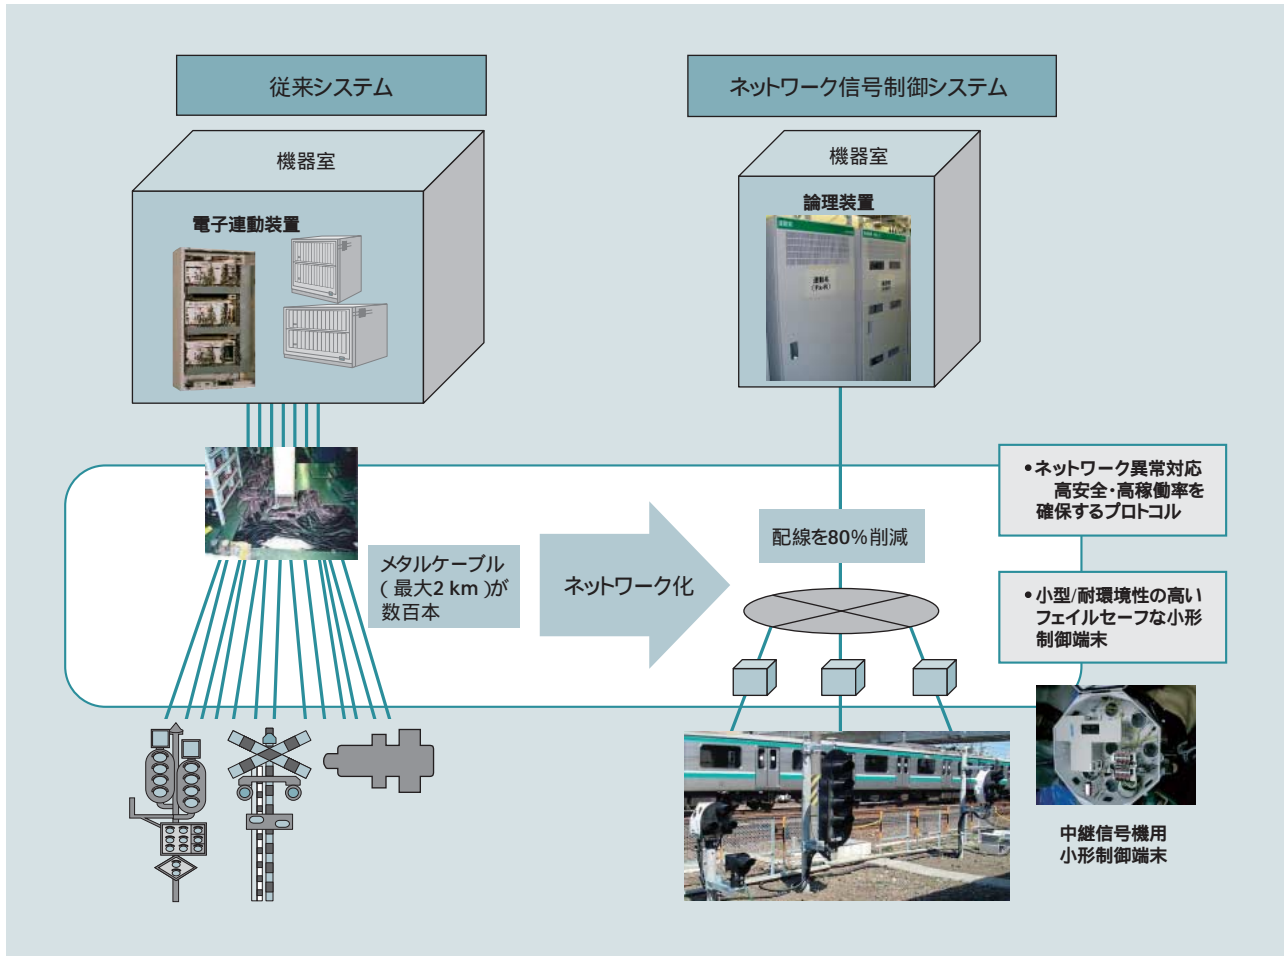 従来システム
ネットワーク信号制御システム
機器室
電子連動装置
機器室
論理装置
連動系
•ネットワーク異常対応
高安全・高稼働率を
確保するプロトコル
配線を80%削減
メタルケーブル
(最大2 km)が
数百本
ネットワーク化
•小型/耐環境性の高い
フェイルセーフな小形
制御端末
中継信号機用
小形制御端末